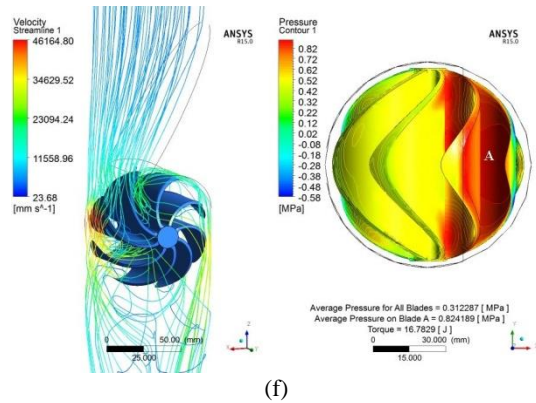 Velocity
Streamline 1
46164.80
34629.52
23094.24
11558.96
23.68
[mm s^-1]
ANSYS
R15.0
0
50.00
(mm)
25.000
Z
Y
Pressure
Contour 1
0.82
0.72
0.62
0.52
0.42
0.32
0.22
0.12
0.02
-0.08
-0.18
-0.28
-0.38
-0.48
-0.58
[MPa]
ANSYS
R15.0
A
Average Pressure for All Blades = 0.312287 [ MPa ]
Average Pressure on Blade A = 0.824189 [ MPa ]
Torque = 16.7829 [ J ]
0
30.000
(mm)
15.000
Y
(f)